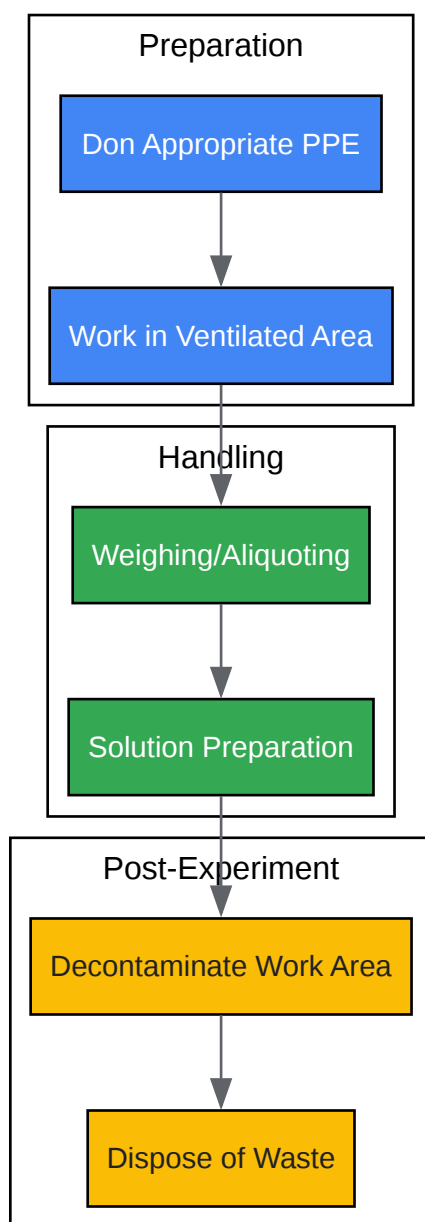 Preparation
Don Appropriate PPE
Work in Ventilated Area
Handling
Weighing/Aliquoting
Solution Preparation
Post-Experiment
Decontaminate Work Area
Dispose of Waste